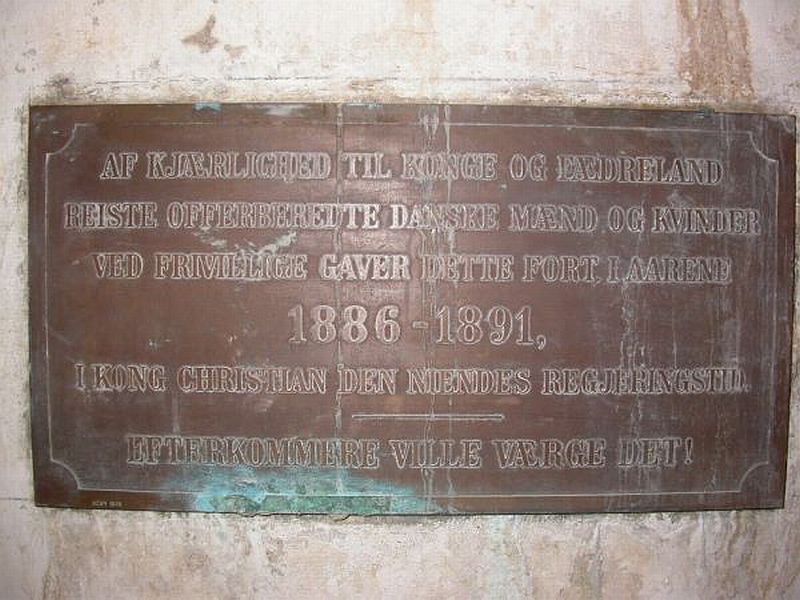 AF KJÆRLIGHED TIL KONGE OG FÆDRELAND
REISTE OFFERBEREDTE DANSKE MÆND OG KVINDER
VED FRIVILLIGE GAVER DETTE FORT, I AARENE
1886-1891,
I KONG CHRISTIAN DEN NIENDES REGJERINGSTID.
EFTERKOMMERE VILLE VÆRGE DET!